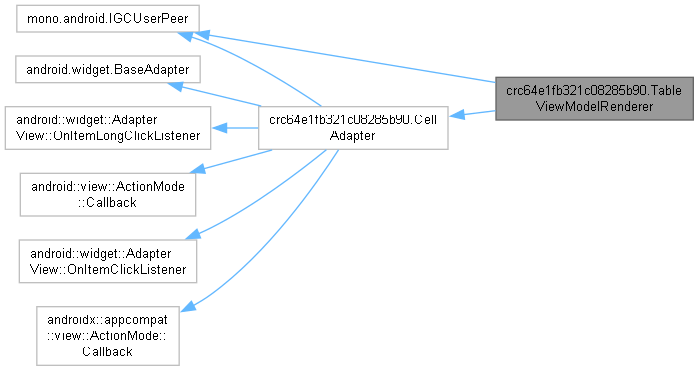 mono.android.IGCUserPeer
android.widget.BaseAdapter
android::widget::Adapter
View::OnItemLongClickListener
android::view::ActionMode
::Callback
android::widget::Adapter
View::OnItemClickListener
androidx::appcompat
::view::ActionMode::
Callback
crc64e1fb321c08285b90.Cell
Adapter
crc64e1fb321c08285b90.Table
ViewModelRenderer